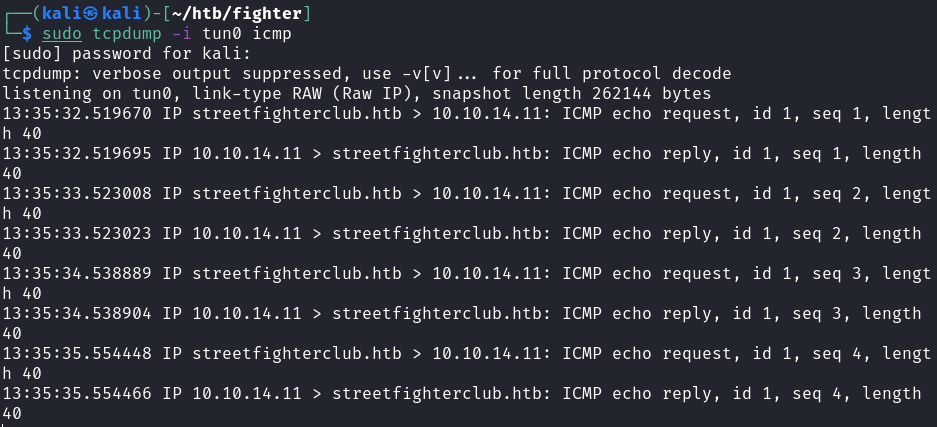 ┌──(kali㉿kali)-[~/htb/fighter]
└─$ sudo tcpdump -i tun0 icmp
[sudo] password for kali:
tcpdump: verbose output suppressed, use -v[v]... for full protocol decode
listening on tun0, link-type RAW (Raw IP), snapshot length 262144 bytes
13:35:32.519670 IP streetfighterclub.htb > 10.10.14.11: ICMP echo request, id 1, seq 1, lengt
h 40
13:35:32.519695 IP 10.10.14.11 > streetfighterclub.htb: ICMP echo reply, id 1, seq 1, length
40
13:35:33.523008 IP streetfighterclub.htb > 10.10.14.11: ICMP echo request, id 1, seq 2, lengt
h 40
13:35:33.523023 IP 10.10.14.11 > streetfighterclub.htb: ICMP echo reply, id 1, seq 2, length
40
13:35:34.538889 IP streetfighterclub.htb > 10.10.14.11: ICMP echo request, id 1, seq 3, lengt
h 40
13:35:34.538904 IP 10.10.14.11 > streetfighterclub.htb: ICMP echo reply, id 1, seq 3, length
40
13:35:35.554448 IP streetfighterclub.htb > 10.10.14.11: ICMP echo request, id 1, seq 4, lengt
h 40
13:35:35.554466 IP 10.10.14.11 > streetfighterclub.htb: ICMP echo reply, id 1, seq 4, length
40